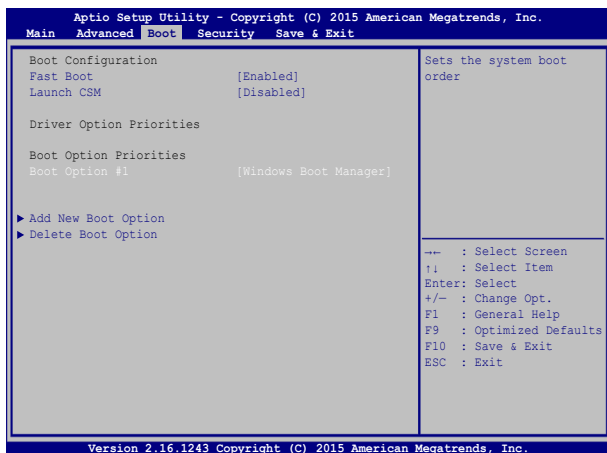 Aptio Setup Utility - Copyright (C) 2015 American Megatrends, Inc.
Main Advanced Boot Security Save & Exit
Boot Configuration
Fast Boot [Enabled]
Launch CSM [Disabled]
Driver Option Priorities
Boot Option Priorities
Boot Option #1 [Windows Boot Manager]
▶ Add New Boot Option
▶ Delete Boot Option
Sets the system boot
order
→← : Select Screen
↑↓ : Select Item
Enter: Select
+/— : Change Opt.
F1 : General Help
F9 : Optimized Defaults
F10 : Save & Exit
ESC : Exit
Version 2.16.1243 Copyright (C) 2015 American Megatrends, Inc.